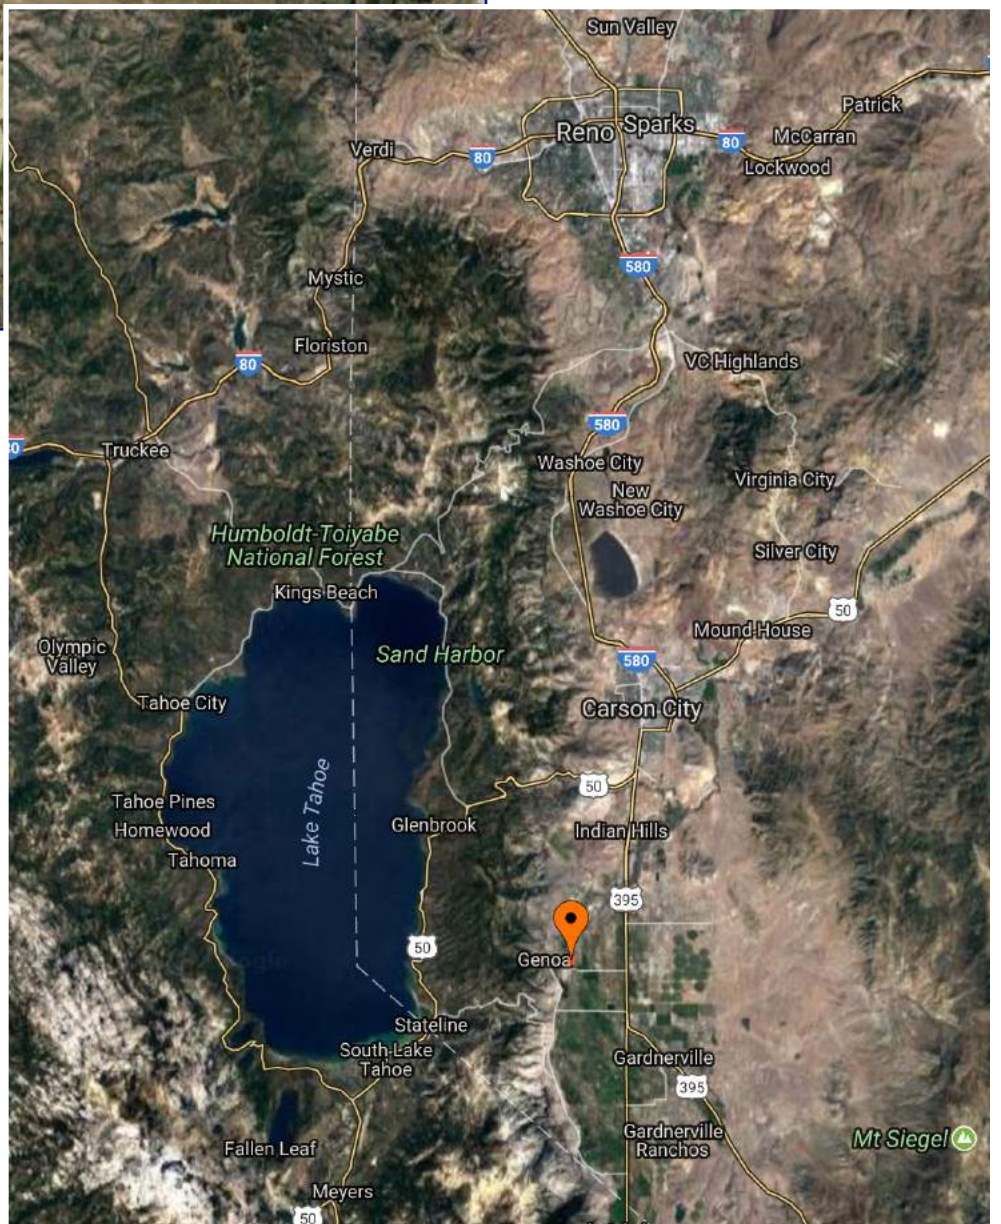 Sun Valley
Patrick
Reno
Sparks
McCarran
80
Lockwood
Verdi
80
580
Mystic
Floriston
80
VC Highlands
580
Truckee
Washoe City
New
Washoe City
Virginia City
Humboldt-Toiyabe
National Forest
Silver City
Kings Beach
50
Mound House
Olympic
Valley
Sand Harbor
580
Tahoe City
Carson City
Lake Tahoe
50
Tahoe Pines
Homewood
Glenbrook
Indian Hills
Tahoma
395
50
Genoa
Stateline
South Lake
Tahoe
Gardnerville
395
Gardnerville
Ranchos
Mt Siegel
Fallen Leaf
Meyers
50